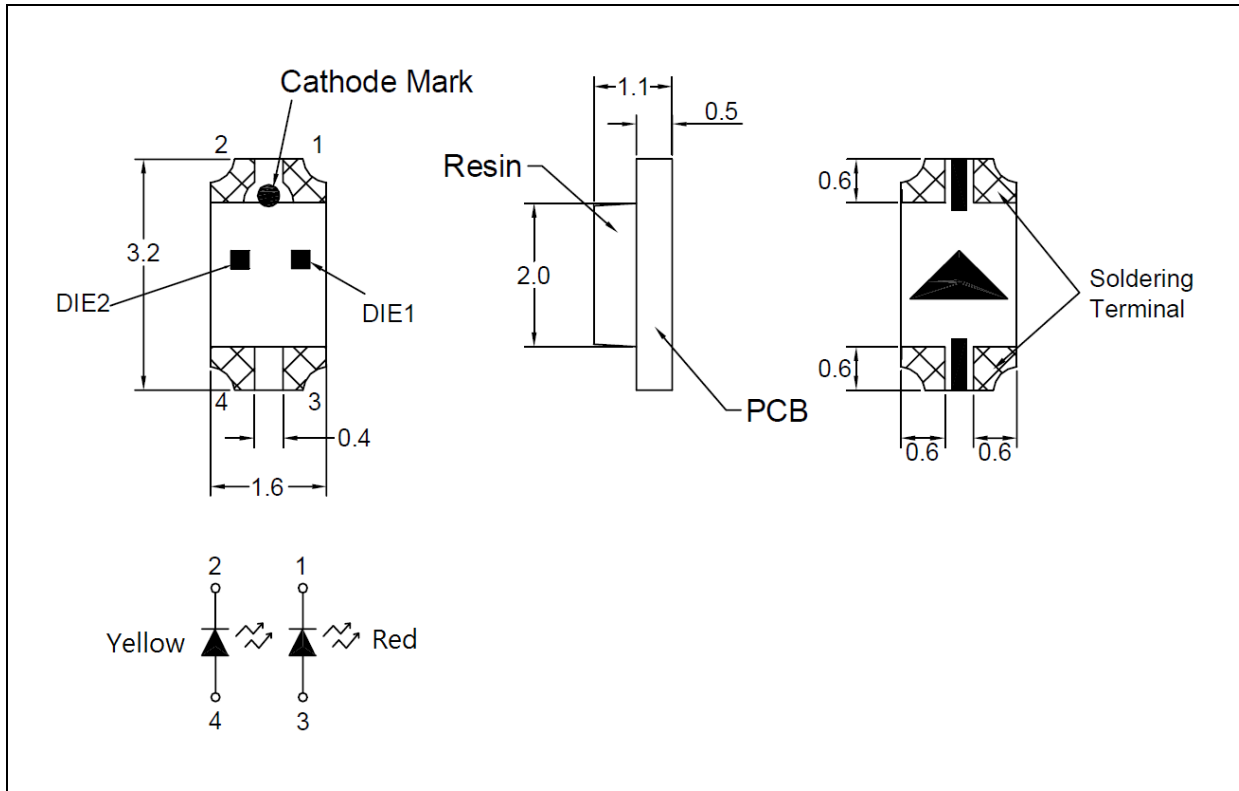 Cathode Mark
2
1
3.2
DIE2
DIE1
4
3
0.4
1.6
1.1
0.5
Resin
2.0
PCB
0.6
Soldering
Terminal
0.6
0.6
0.6
2
1
Yellow
Red
4
3